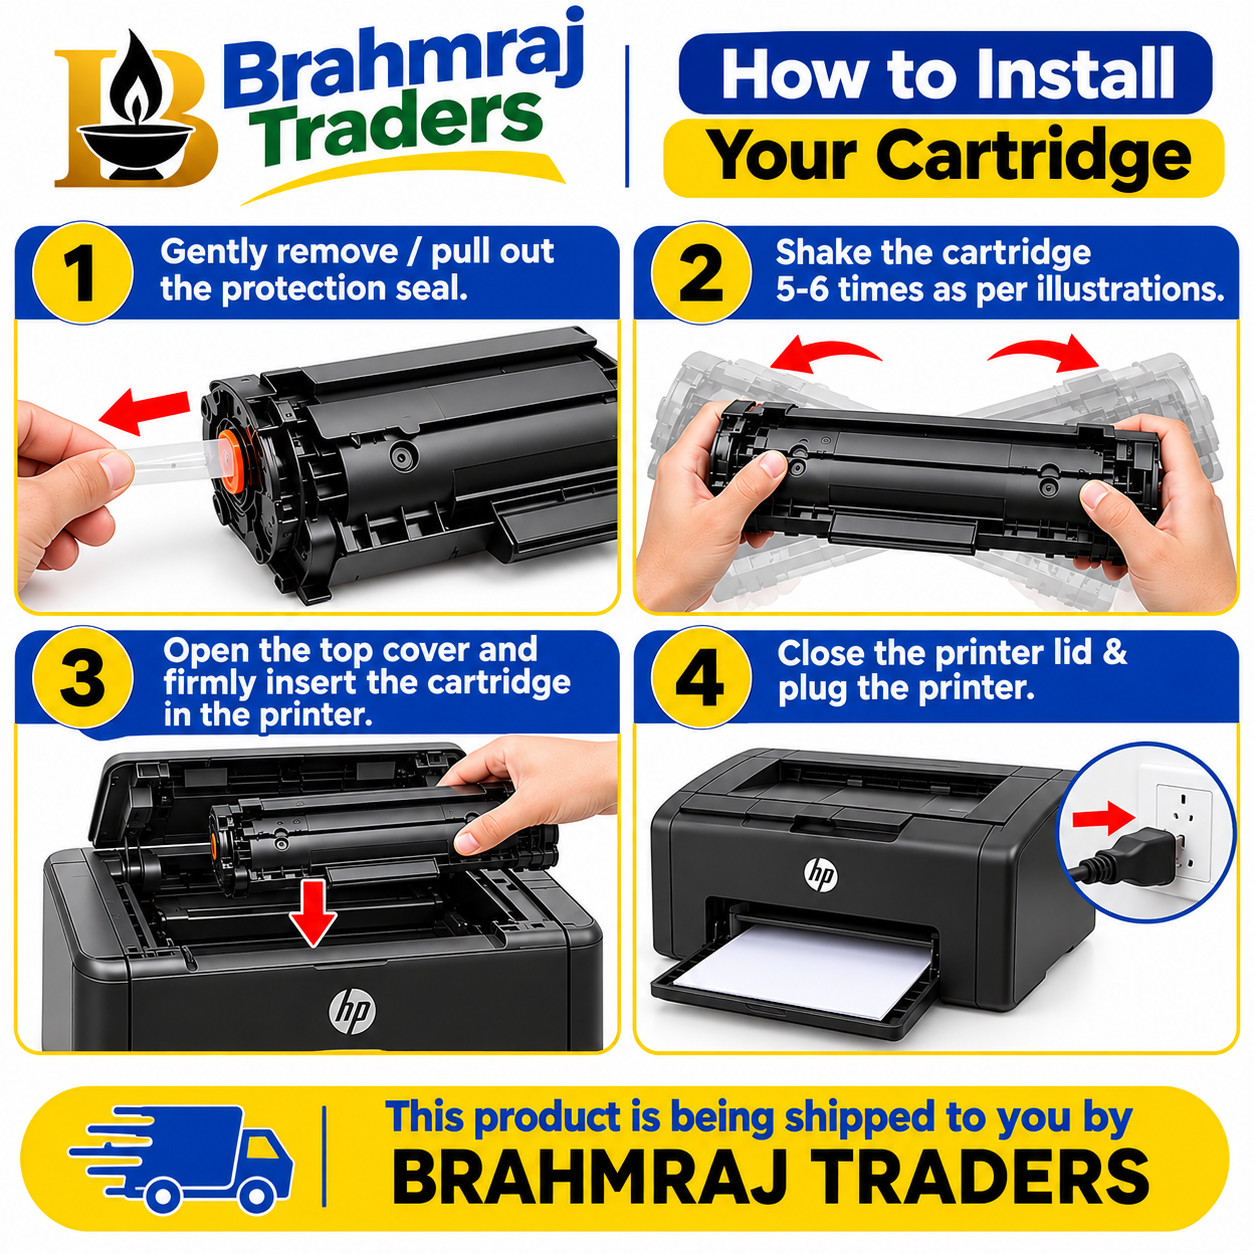 B
Brahmraj
Traders
How to Install
Your Cartridge
1
Gently remove / pull out
the protection seal.
2
Shake the cartridge
5-6 times as per illustrations.
3
Open the top cover and
firmly insert the cartridge
in the printer.
hp
4
Close the printer lid &
plug the printer.
hp
This product is being shipped to you by
BRAHMRAJ TRADERS